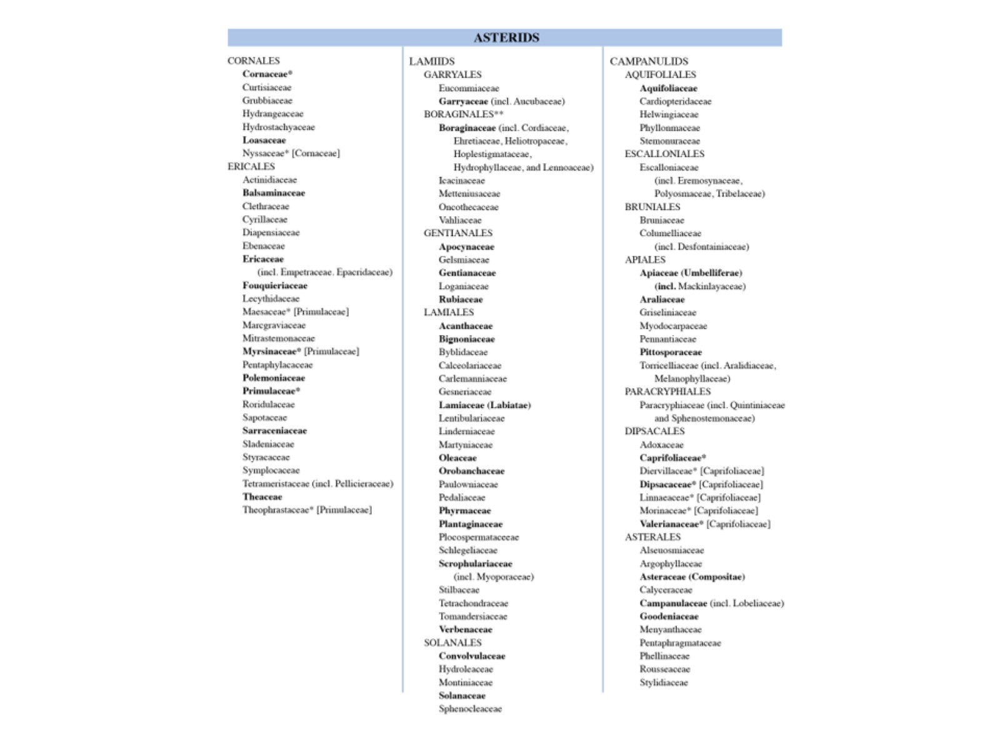 ASTERIDS
CORNALES
Cornaceae*
Curtisiaceae
Grubbiaceae
Hydrangeaceae
Hydrostachyaceae
Loasaceae
Nyssaceae* [Cornaceae]
ERICALES
Actinidiaceae
Balsaminaceae
Clethraceae
Cyrillaceae
Diapensiaceae
Ebenaceae
Ericaceae
(incl. Empetraceae. Epacridaceae)
Fouquieriaceae
Lecythidaceae
Maesaceae* [Primulaceae]
Marcgraviaceae
Mitrastemonaceae
Myrsinaceae* [Primulaceae]
Pentaphylacaceae
Polemoniaceae
Primulaceae*
Roridulaceae
Sapotaceae
Sarraceniaceae
Sladeniaceae
Styracaceae
Symplocaceae
Tetrameristaceae (incl. Pellicieraceae)
Theaceae
Theophrastaceae* [Primulaceae]
LAMIIDS
GARRYALES
Eucommiaceae
Garryaceae (incl. Aucubaceae)
BORAGINALES**
Boraginaceae (incl. Cordiaceae,
Ehretiaceae, Heliotropaceae,
Hoplestigmataceae,
Hydrophyllaceae, and Lennoaceae)
Icacinaceae
Metteniusaceae
Oncothecaceae
Vahliaceae
GENTIANALES
Apocynaceae
Gelsmiaceae
Gentianaceae
Loganiaceae
Rubiaceae
LAMIALES
Acanthaceae
Bignoniaceae
Byblidaceae
Calceolariaceae
Carlemanniaceae
Gesneriaceae
Lamiaceae (Labiatae)
Lentibulariaceae
Linderniaceae
Martyniaceae
Oleaceae
Orobanchaceae
Paulowniaceae
Pedaliaceae
Phyrmaceae
Plantaginaceae
Plocospermataceeae
Schlegeliaceae
Scrophulariaceae
(incl. Myoporaceae)
Stilbaceae
Tetrachondraceae
Tomandersiaceae
Verbenaceae
SOLANALES
Convolvulaceae
Hydroleaceae
Montiniaceae
Solanaceae
Sphenocleaceae
CAMPANULIDS
AQUIFOLIALES
Aquifoliaceae
Cardiopteridaceae
Helwingiaceae
Phyllonmaceae
Stemonuraceae
ESCALLONIALES
Escalloniaceae
(incl. Eremosynaceae,
Polyosmaceae, Tribelaceae)
BRUNIALES
Bruniaceae
Columelliaceae
(incl. Desfontainiaceae)
APIALES
Apiaceae (Umbelliferae)
(incl. Mackinlayaceae)
Araliaceae
Griseliniaceae
Myodocarpaceae
Pennantiaceae
Pittosporaceae
Torricelliaceae (incl. Aralidiaceae,
Melanophyllaceae)
PARACRYPHIALES
Paracryphiaceae (incl. Quintiniaceae
and Sphenostemonaceae)
DIPSACALES
Adoxaceae
Caprifoliaceae*
Diervillaceae* [Caprifoliaceae]
Dipsacaceae* [Caprifoliaceae]
Linnaeaceae* [Caprifoliaceae]
Morinaceae* [Caprifoliaceae]
Valerianaceae* [Caprifoliaceae]
ASTERALES
Alseuosmiaceae
Argophyllaceae
Asteraceae (Compositae)
Calyceraceae
Campanulaceae (incl. Lobeliaceae)
Goodeniaceae
Menyanthaceae
Pentaphragmataceae
Phellinaceae
Rousseaceae
Stylidiaceae